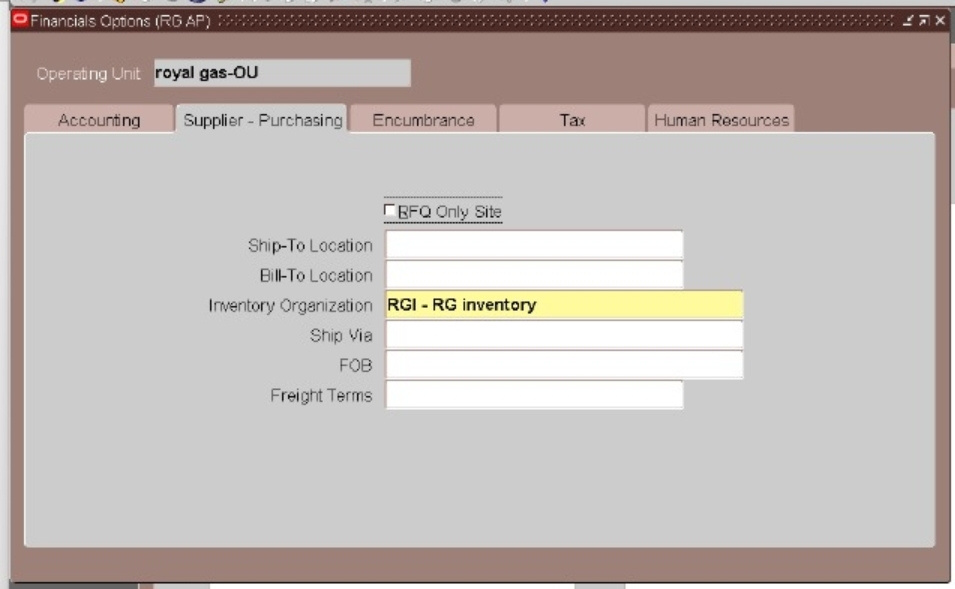 Financials Options (RG AP)
Operating Unit royal gas-OU
Accounting Supplier - Purchasing Encumbrance Tax Human Resources
RFQ Only Site
Ship-To Location
Bill-To Location
Inventory Organization RGI - RG inventory
Ship Via
FOB
Freight Terms